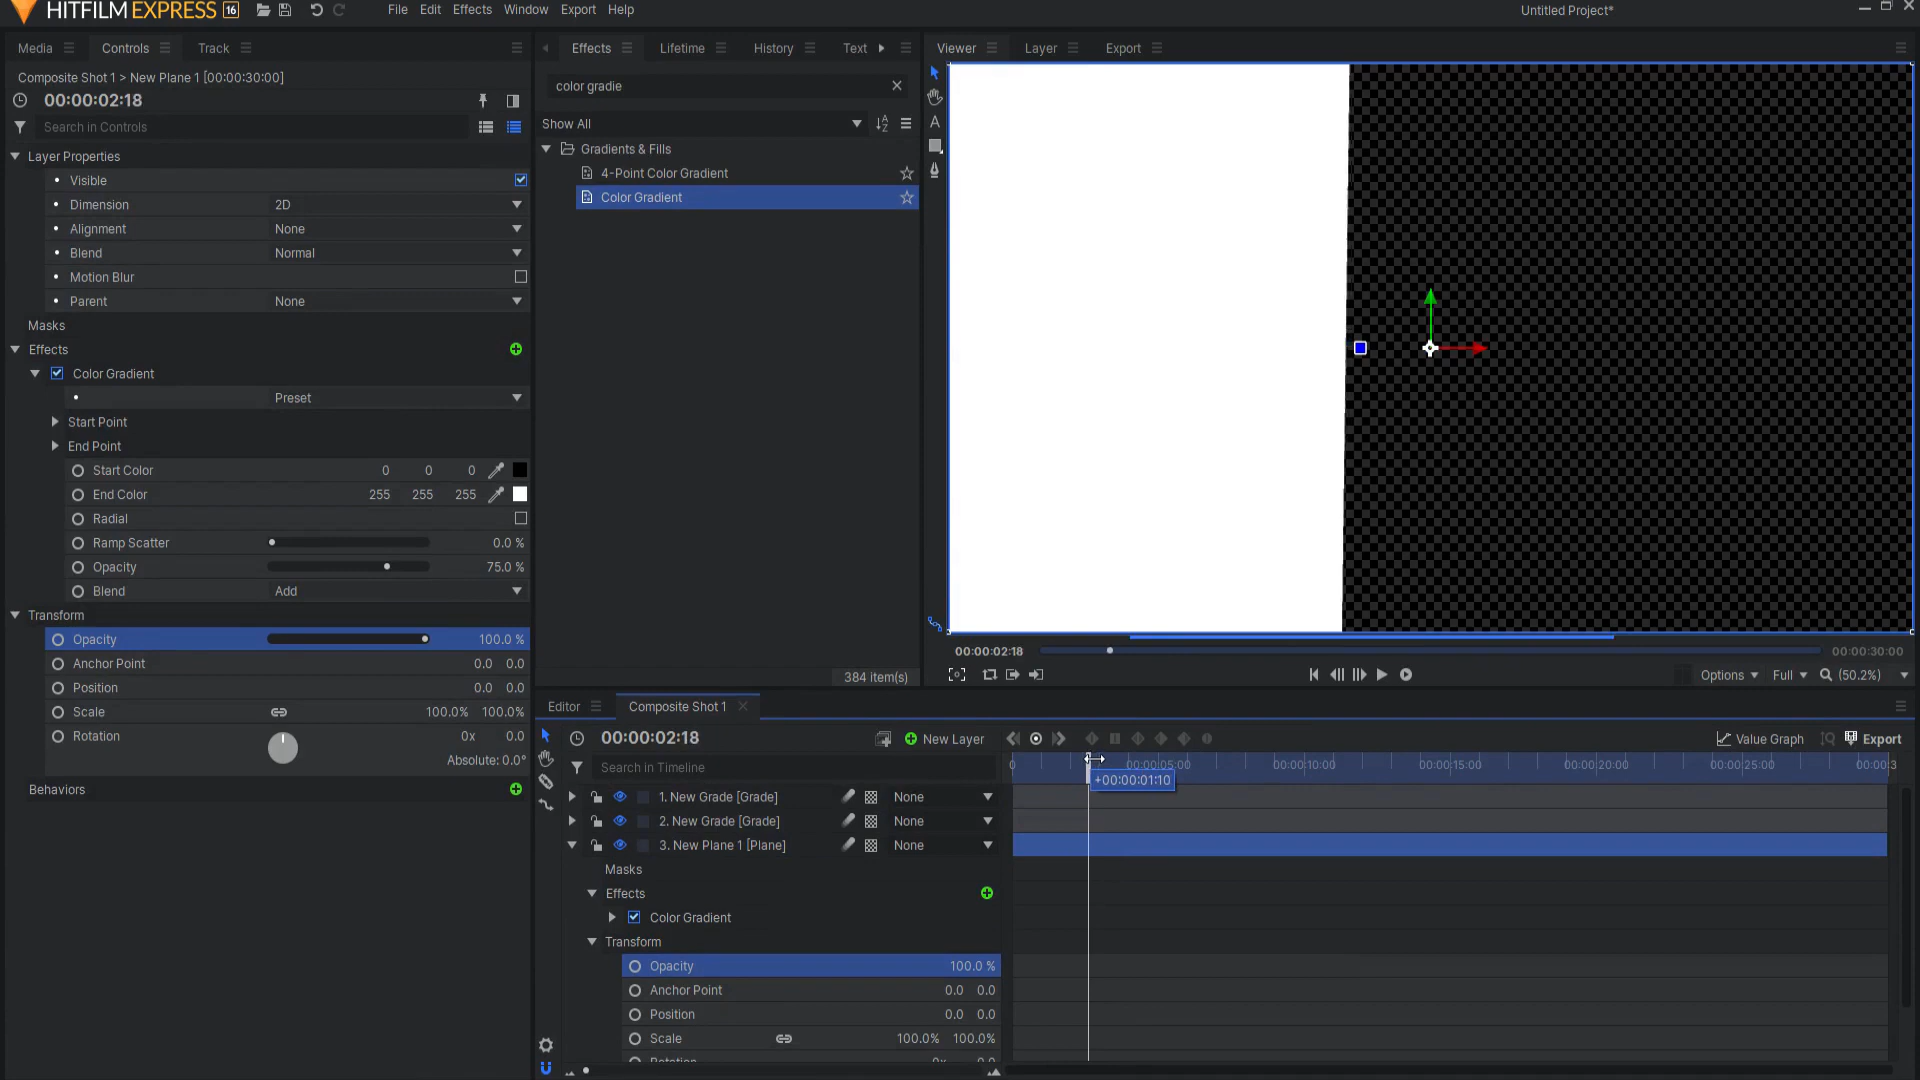 HITFILM EXPRESS 16
File Edit Effects Window Export Help
Untitled Project*
Media Controls Track
Composite Shot 1 > New Plane 1 [00:00:30:00]
00:00:02:18
Search in Controls
Layer Properties
Visible
Dimension 2D
Alignment None
Blend Normal
Motion Blur
Parent None
Masks
Effects
Color Gradient
Preset
Start Point
End Point
Start Color 0 0 0
End Color 255 255 255
Radial
Ramp Scatter 0.0 %
Opacity 75.0 %
Blend Add
Transform
Opacity 100.0 %
Anchor Point 0.0 0.0
Position 0.0 0.0
Scale 100.0% 100.0%
Rotation 0x 0.0
Absolute: 0.0°
Behaviors
Effects Lifetime History Text
color gradie
Show All
Gradients & Fills
4-Point Color Gradient
Color Gradient
384 item(s)
Viewer Layer Export
A
00:00:02:18 00:00:30:00
Options Full (50.2%)
Editor Composite Shot 1
00:00:02:18 New Layer Value Graph Export
Search in Timeline
0 00:00:05:00 00:00:10:00 00:00:15:00 00:00:20:00 00:00:25:00 00:00:3
+00:00:01:10
1. New Grade [Grade] None
2. New Grade [Grade] None
3. New Plane 1 [Plane] None
Masks
Effects
Color Gradient
Transform
Opacity 100.0 %
Anchor Point 0.0 0.0
Position 0.0 0.0
Scale 100.0% 100.0%
Rotation 0x 0.0